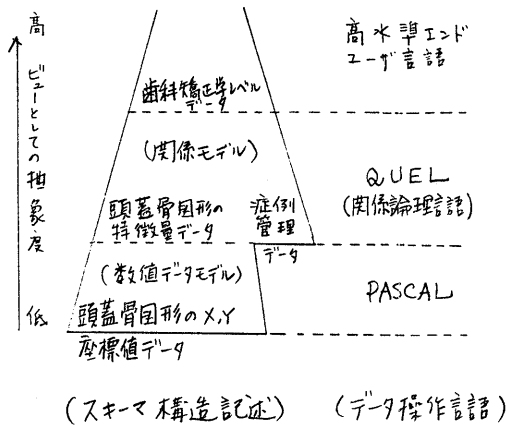 高
ビューとしての抽象度
低
歯科矯正学レベル
データ
(関係モデル)
頭蓋骨図形の
特徴量データ
症例
管理
データ
(数値データモデル)
頭蓋骨図形のX,Y
座標値データ
高水準エンド
ユーザ言語
QUEL
(関係論理言語)
PASCAL
(スキーマ構造記述)
(データ操作言語)